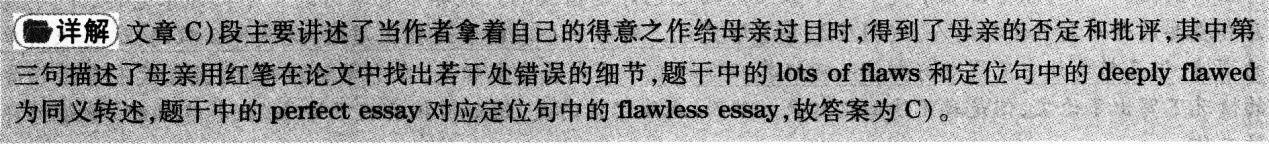 详解 文章 C)段主要讲述了当作者拿着自己的得意之作给母亲过目时,得到了母亲的否定和批评,其中第
三句描述了母亲用红笔在论文中找出若干处错误的细节,题干中的 lots of flaws 和定位句中的 deeply flawed
为同义转述,题干中的 perfect essay 对应定位句中的 flawless essay,故答案为 C)。